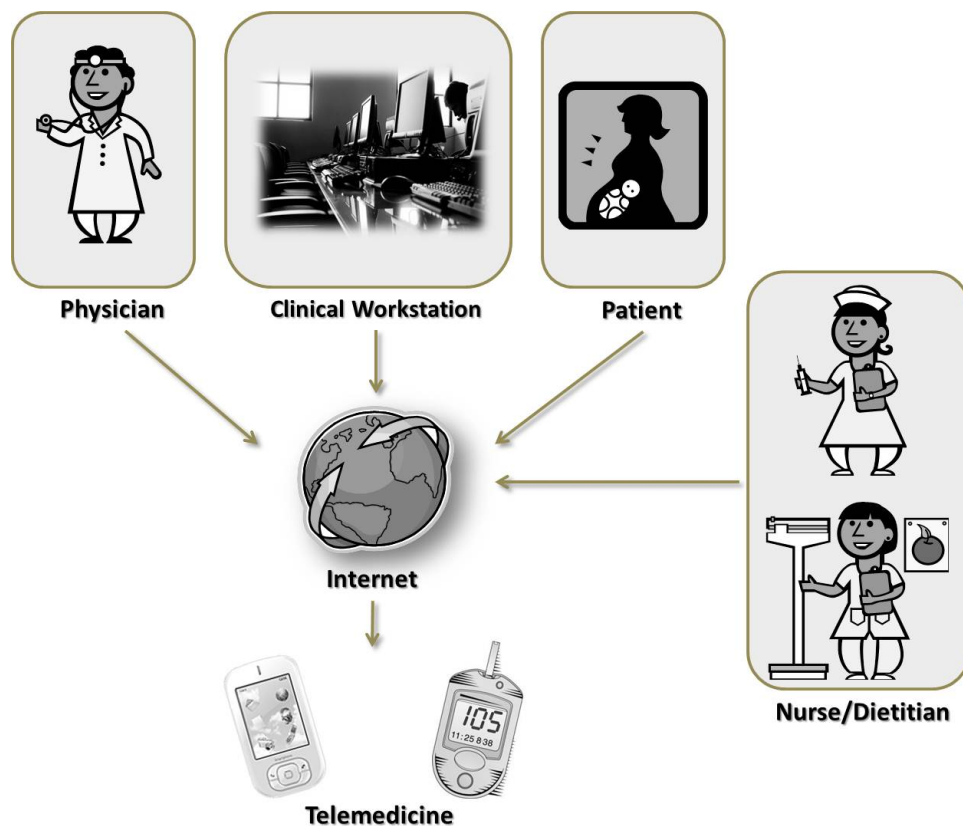 Physician
Clinical Workstation
Patient
Internet
Nurse/Dietitian
105
11:25 8 38
Telemedicine